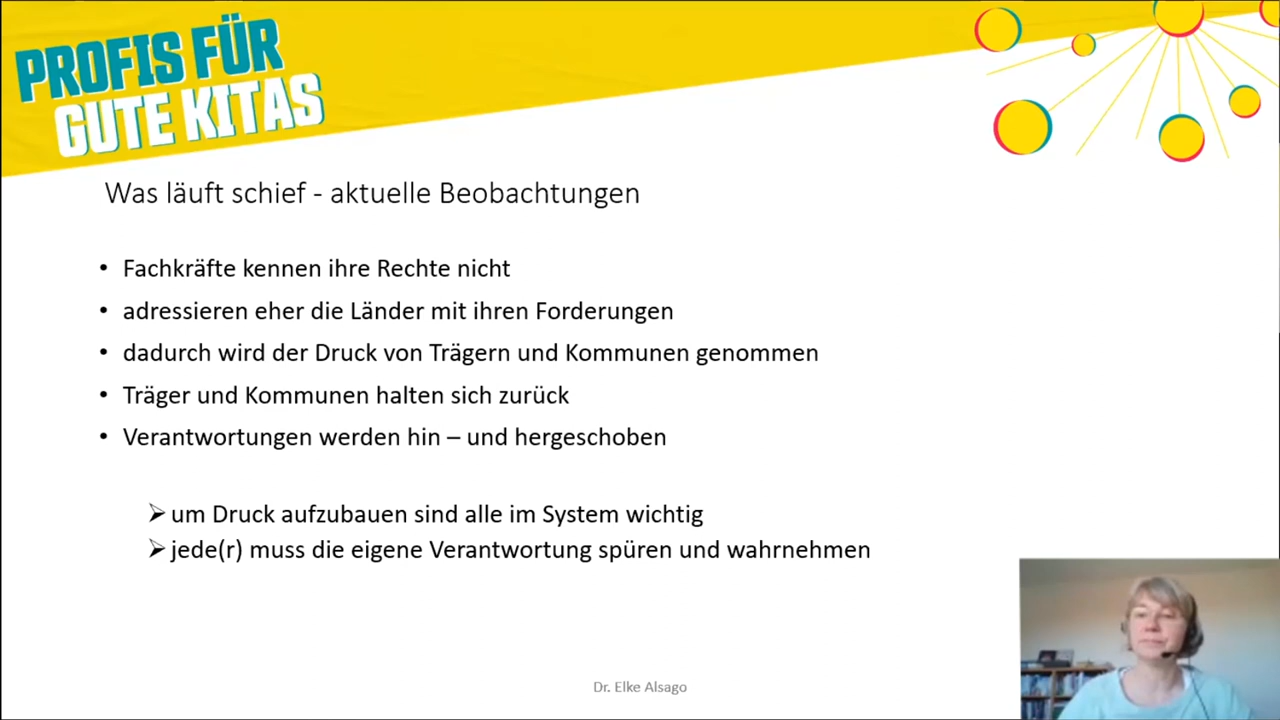 PROFIS FÜR
GUTE KITAS
Was läuft schief - aktuelle Beobachtungen
• Fachkräfte kennen ihre Rechte nicht
• adressieren eher die Länder mit ihren Forderungen
• dadurch wird der Druck von Trägern und Kommunen genommen
• Träger und Kommunen halten sich zurück
• Verantwortungen werden hin – und hergeschoben
➢ um Druck aufzubauen sind alle im System wichtig
➢ jede(r) muss die eigene Verantwortung spüren und wahrnehmen
Dr. Elke Alsago